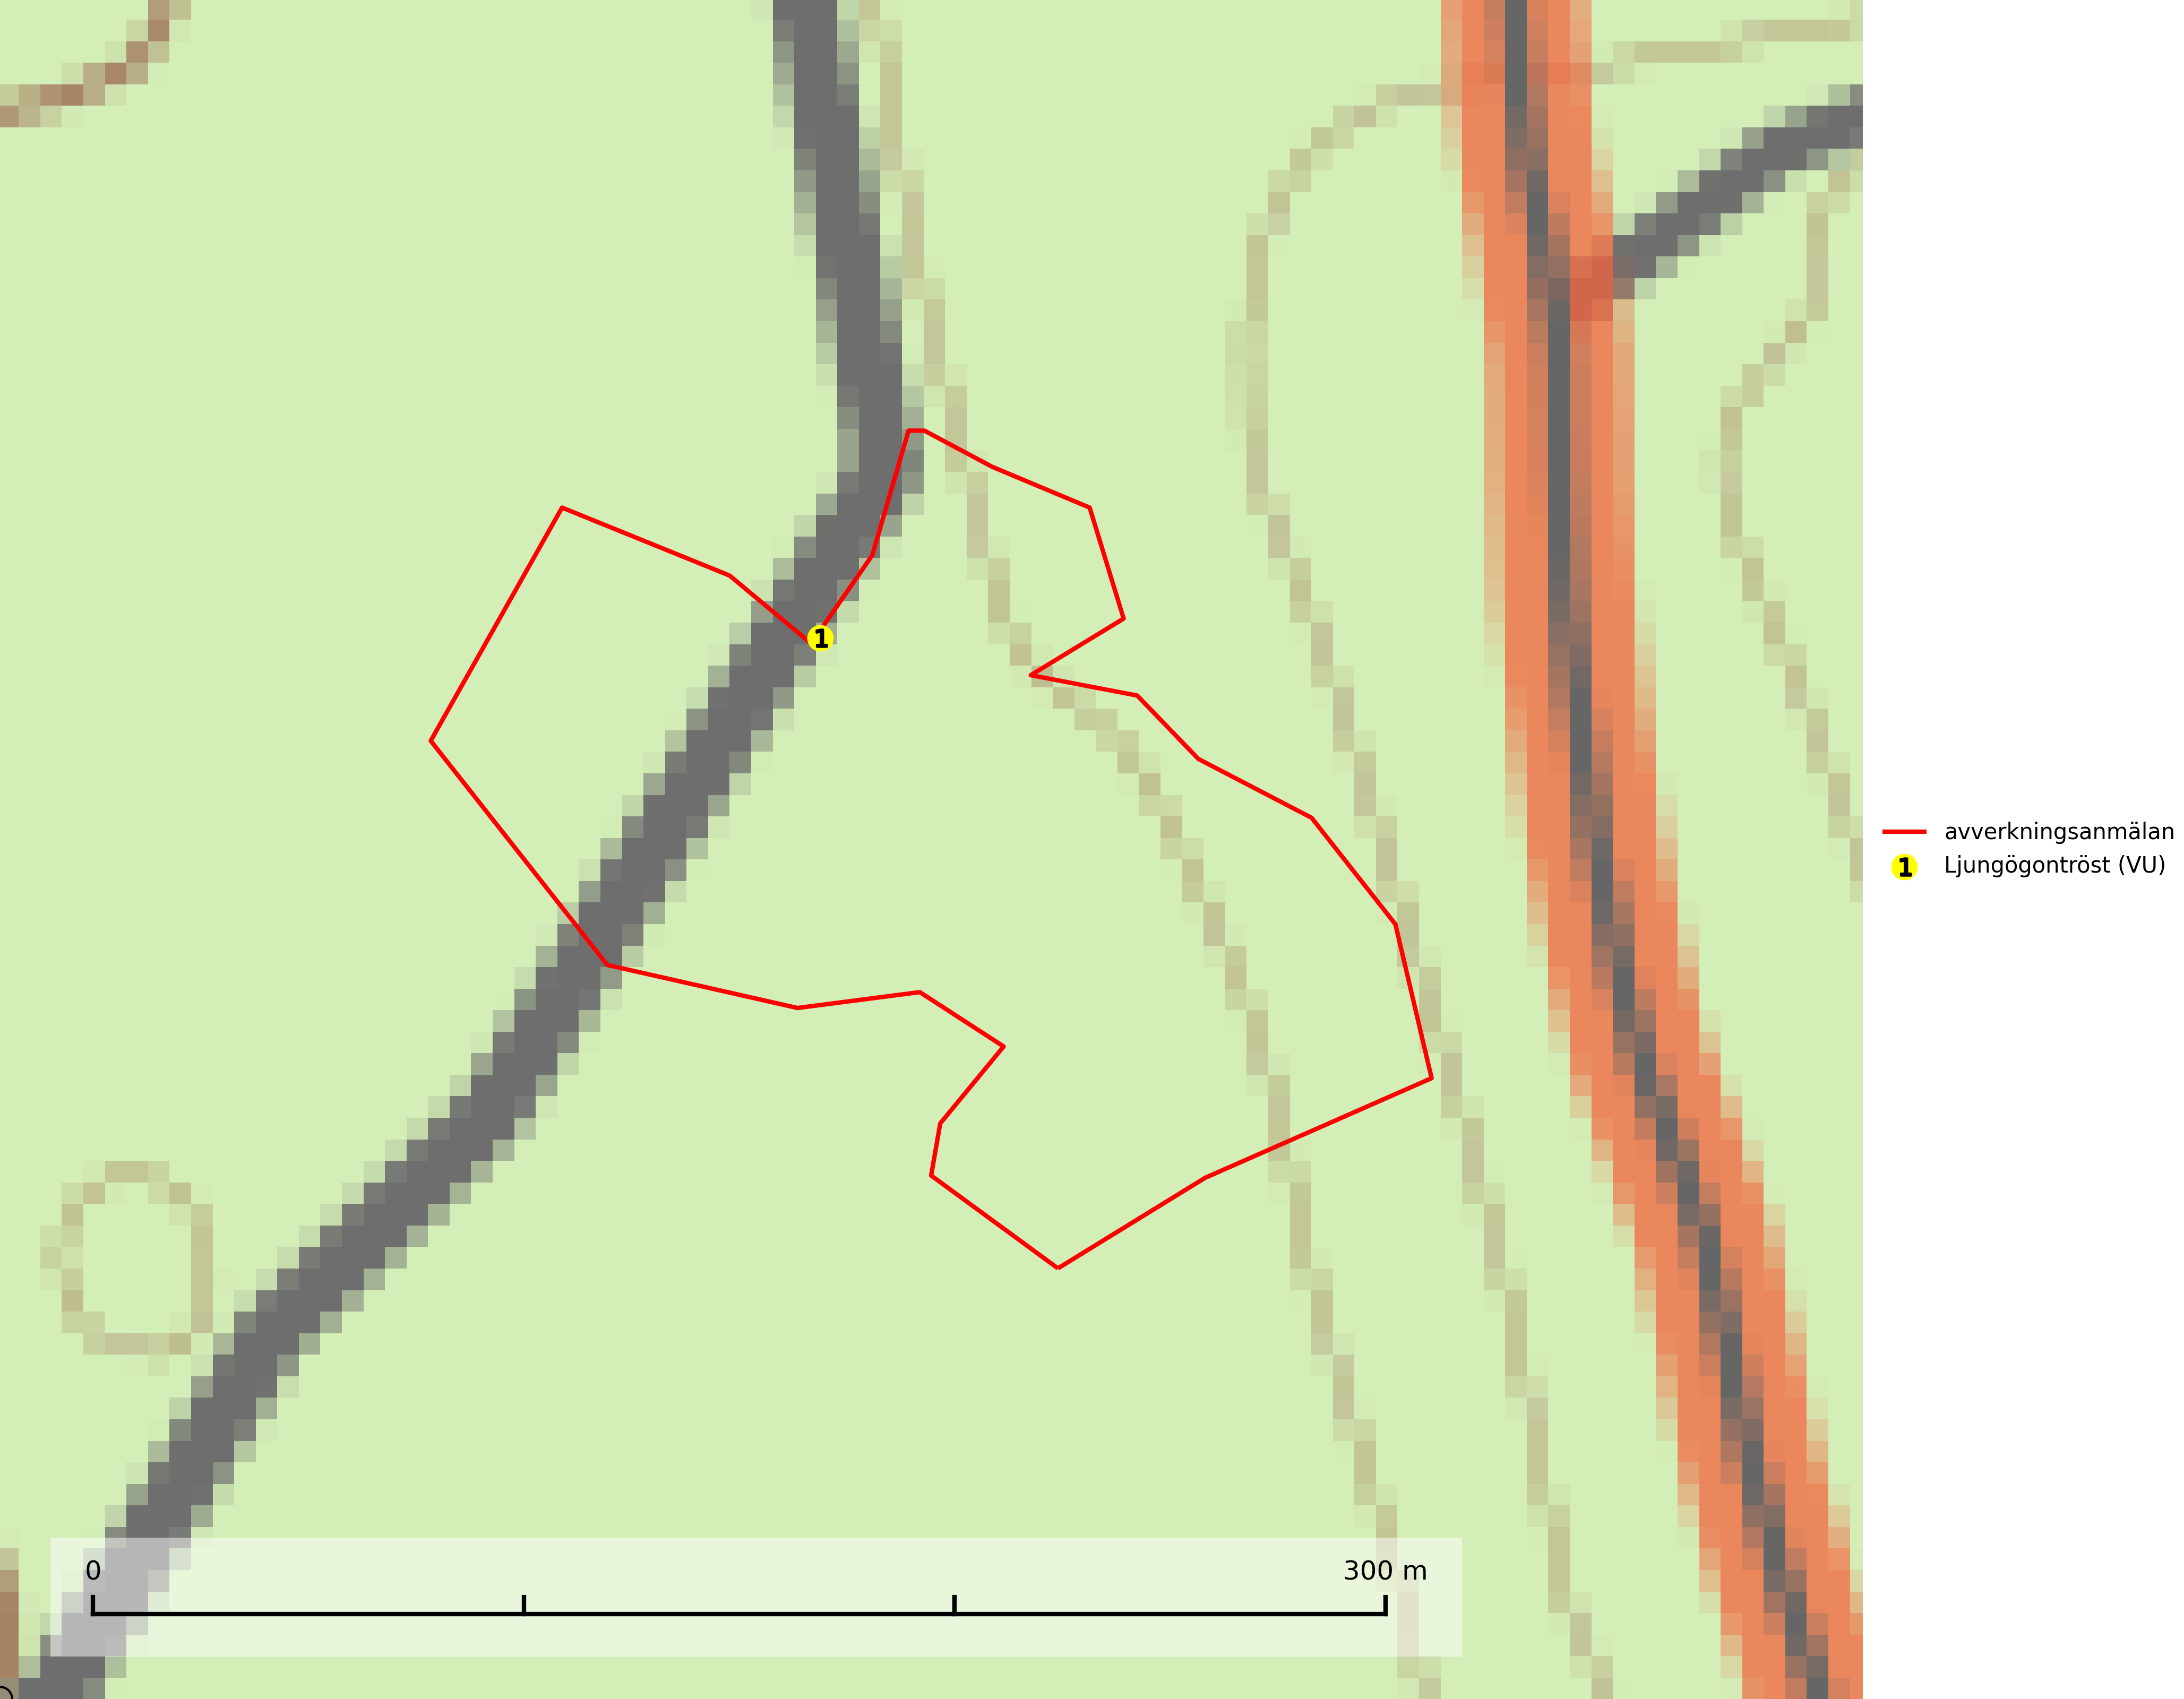 1
avverkningsanmälan
1 Ljungögontröst (VU)
0 300 m